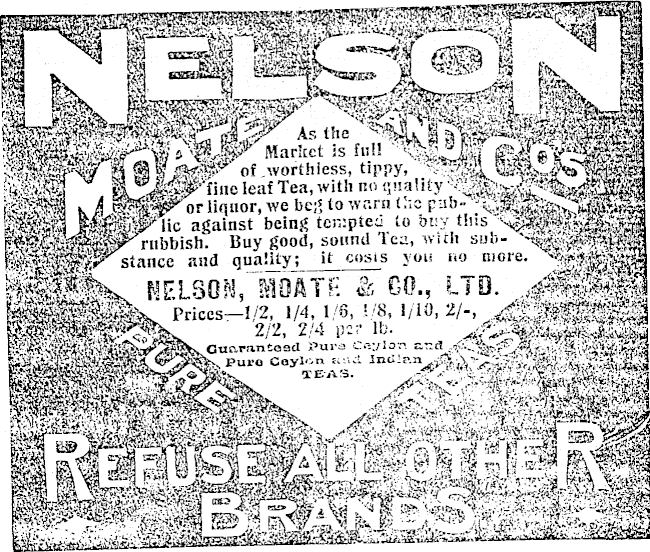 NELSON
MOATE AND CO'S
As the
Market is full
of worthless, tippy,
fine leaf Tea, with no quality
or liquor, we beg to warn the pub-
lic against being tempted to buy this
rubbish. Buy good, sound Tea, with sub-
stance and quality; it costs you no more.
NELSON, MOATE & CO., LTD.
Prices—1/2, 1/4, 1/6, 1/8, 1/10, 2/-,
2/2, 2/4 per lb.
Guaranteed Pure Ceylon and
Pure Ceylon and Indian
TEAS.
PURE TEAS
REFUSE ALL OTHER
BRANDS